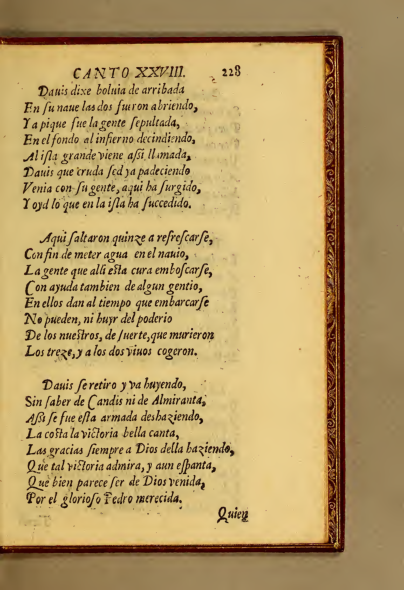 CANTO XXVIII. 228
Dauis dixe boluia de arribada
En ſu naue las dos fueron abriendo,
Y a pique fue la gente ſepultada,
En el fondo al infierno decindiendo,
Al iſla grande viene aßi llamada,
Dauis que cruda ſed ya padeciendo
Venia con ſu gente, aqui ha ſurgido,
Y oyd lo que en la iſla ha ſuccedido.
Aqui ſaltaron quinze a refreſcarſe,
Con fin de meter agua en el nauio,
La gente que alli eſta cura emboſcarſe,
Con ayuda tambien de algun gentio,
En ellos dan al tiempo que embarcarſe
No pueden, ni huyr del poderio
De los nueſtros, de ſuerte, que murieron
Los treze, y a los dos viuos cogeron.
Dauis ſe retiro y va huyendo,
Sin ſaber de Candis ni de Almiranta,
Aßi ſe fue eſta armada deshaziendo,
La coſta la victoria bella canta,
Las gracias ſiempre a Dios della haziendo,
Que tal victoria admira, y aun eſpanta,
Que bien parece ſer de Dios venida,
Por el glorioſo Pedro merecida.
Quien